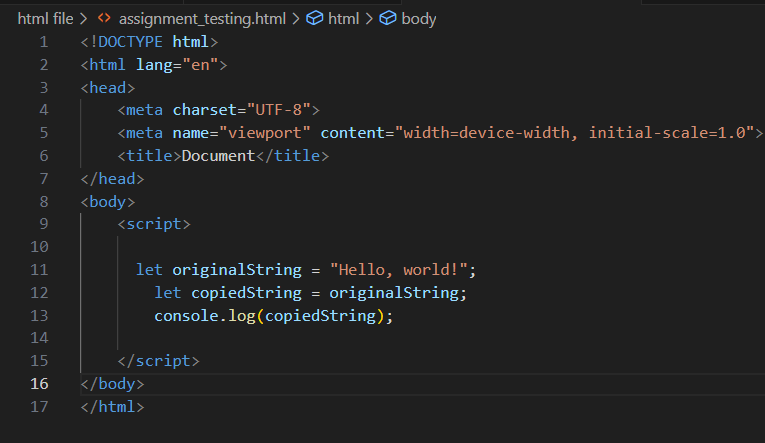 html file > <> assignment_testing.html > html > body
1 <!DOCTYPE html>
2 <html lang="en">
3 <head>
4     <meta charset="UTF-8">
5     <meta name="viewport" content="width=device-width, initial-scale=1.0">
6     <title>Document</title>
7 </head>
8 <body>
9     <script>
10
11       let originalString = "Hello, world!";
12         let copiedString = originalString;
13         console.log(copiedString);
14
15     </script>
16 </body>
17 </html>